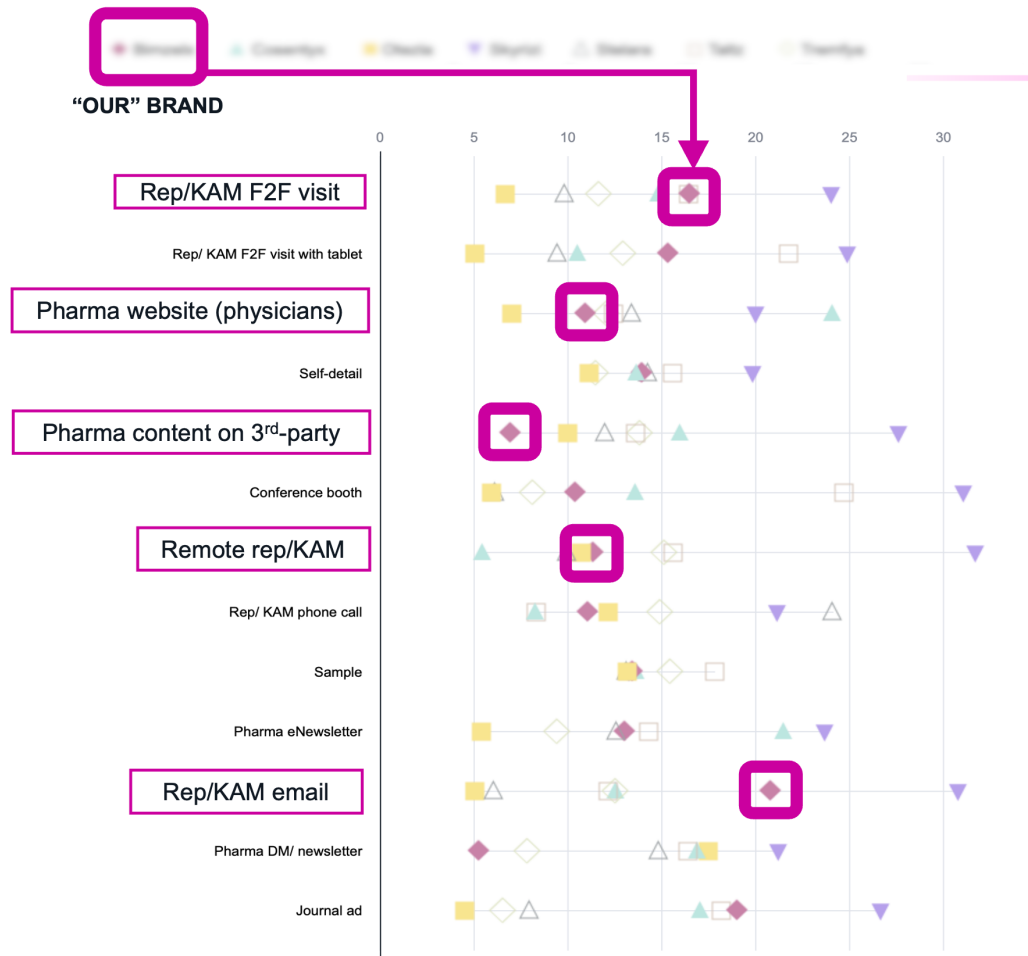 “OUR” BRAND
0 5 10 15 20 25 30
Rep/KAM F2F visit
Rep/ KAM F2F visit with tablet
Pharma website (physicians)
Self-detail
Pharma content on 3rd-party
Conference booth
Remote rep/KAM
Rep/ KAM phone call
Sample
Pharma eNewsletter
Rep/KAM email
Pharma DM/ newsletter
Journal ad